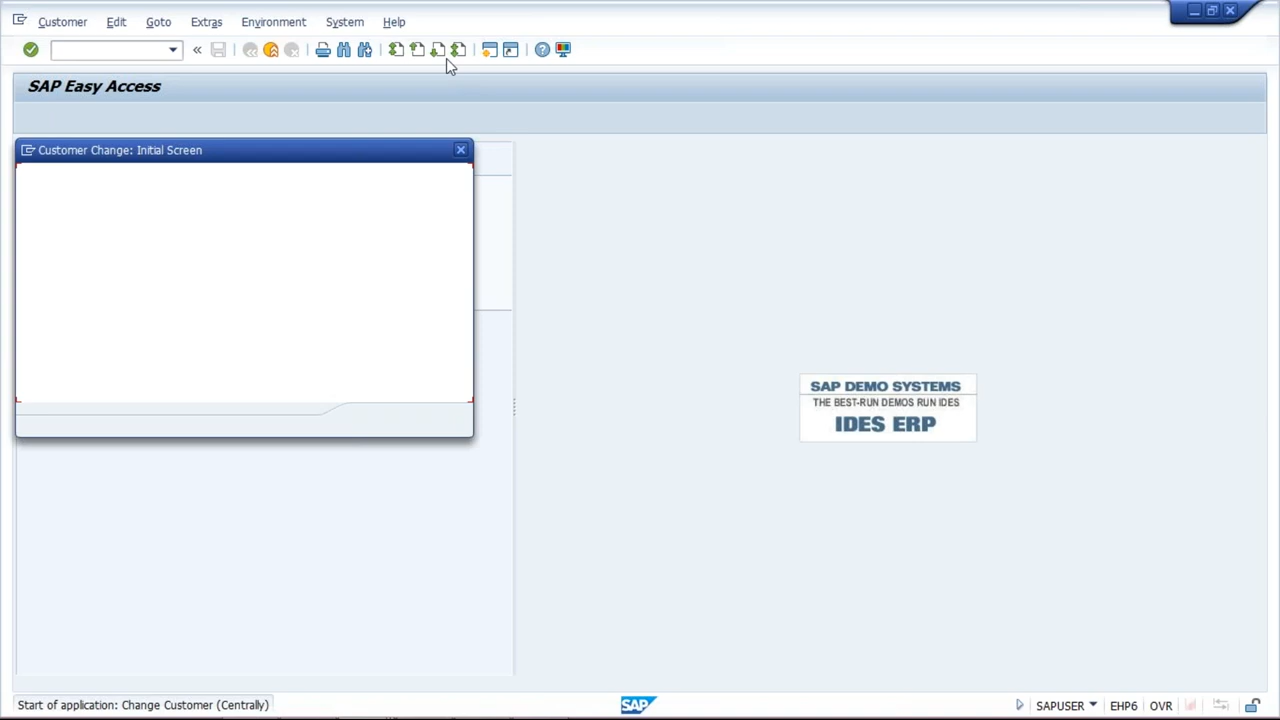 Customer Edit Goto Extras Environment System Help
SAP Easy Access
Customer Change: Initial Screen
SAP DEMO SYSTEMS
THE BEST-RUN DEMOS RUN IDES
IDES ERP
Start of application: Change Customer (Centrally)
SAP
SAPUSER EHP6 OVR